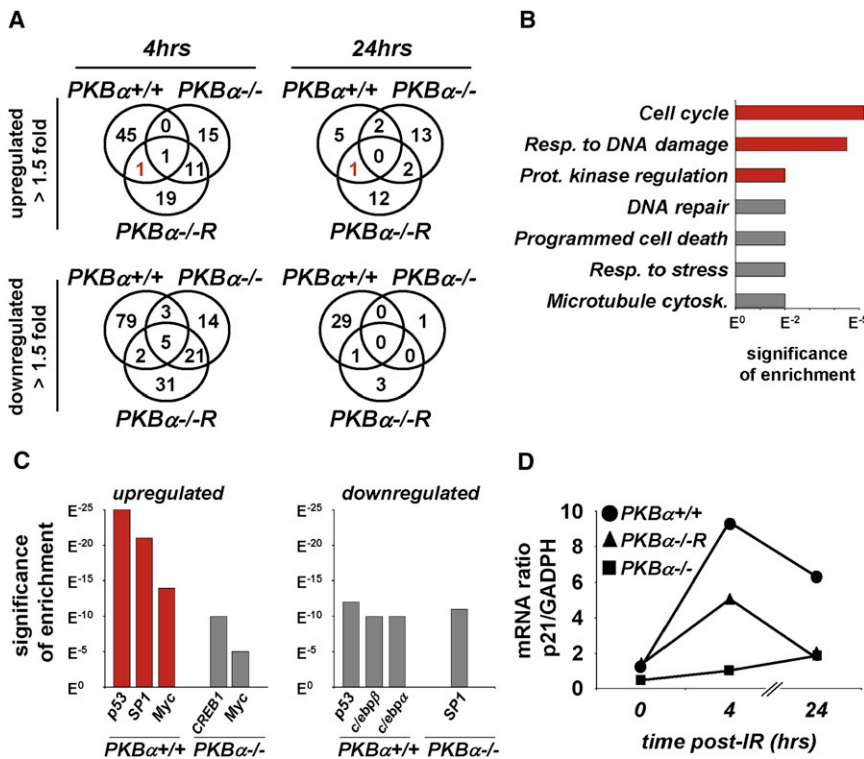 A
4hrs
24hrs
upregulated
> 1.5 fold
PKBα+/+ PKBα-/-
45 0 15
1
1 11
19
PKBα-/-R
PKBα+/+ PKBα-/-
5 2 13
0
1 2
12
PKBα-/-R
downregulated
> 1.5 fold
PKBα+/+ PKBα-/-
79 3 14
5
2 21
31
PKBα-/-R
PKBα+/+ PKBα-/-
29 0 1
0
1 0
3
PKBα-/-R
B
Cell cycle
Resp. to DNA damage
Prot. kinase regulation
DNA repair
Programmed cell death
Resp. to stress
Microtubule cytosk.
E0 E-2 E-5
significance
of enrichment
C
significance
of enrichment
upregulated
E-25
E-20
E-15
E-10
E-5
E0
p53 SP1 Myc CREB1 Myc
PKBα+/+ PKBα-/-
downregulated
E-25
E-20
E-15
E-10
E-5
E0
p53 c/ebpβ c/ebpα SP1
PKBα+/+ PKBα-/-
D
mRNA ratio
p21/GADPH
10
8
6
4
2
0
PKBα+/+
PKBα-/-R
PKBα-/-
0 4 24
time post-IR (hrs)